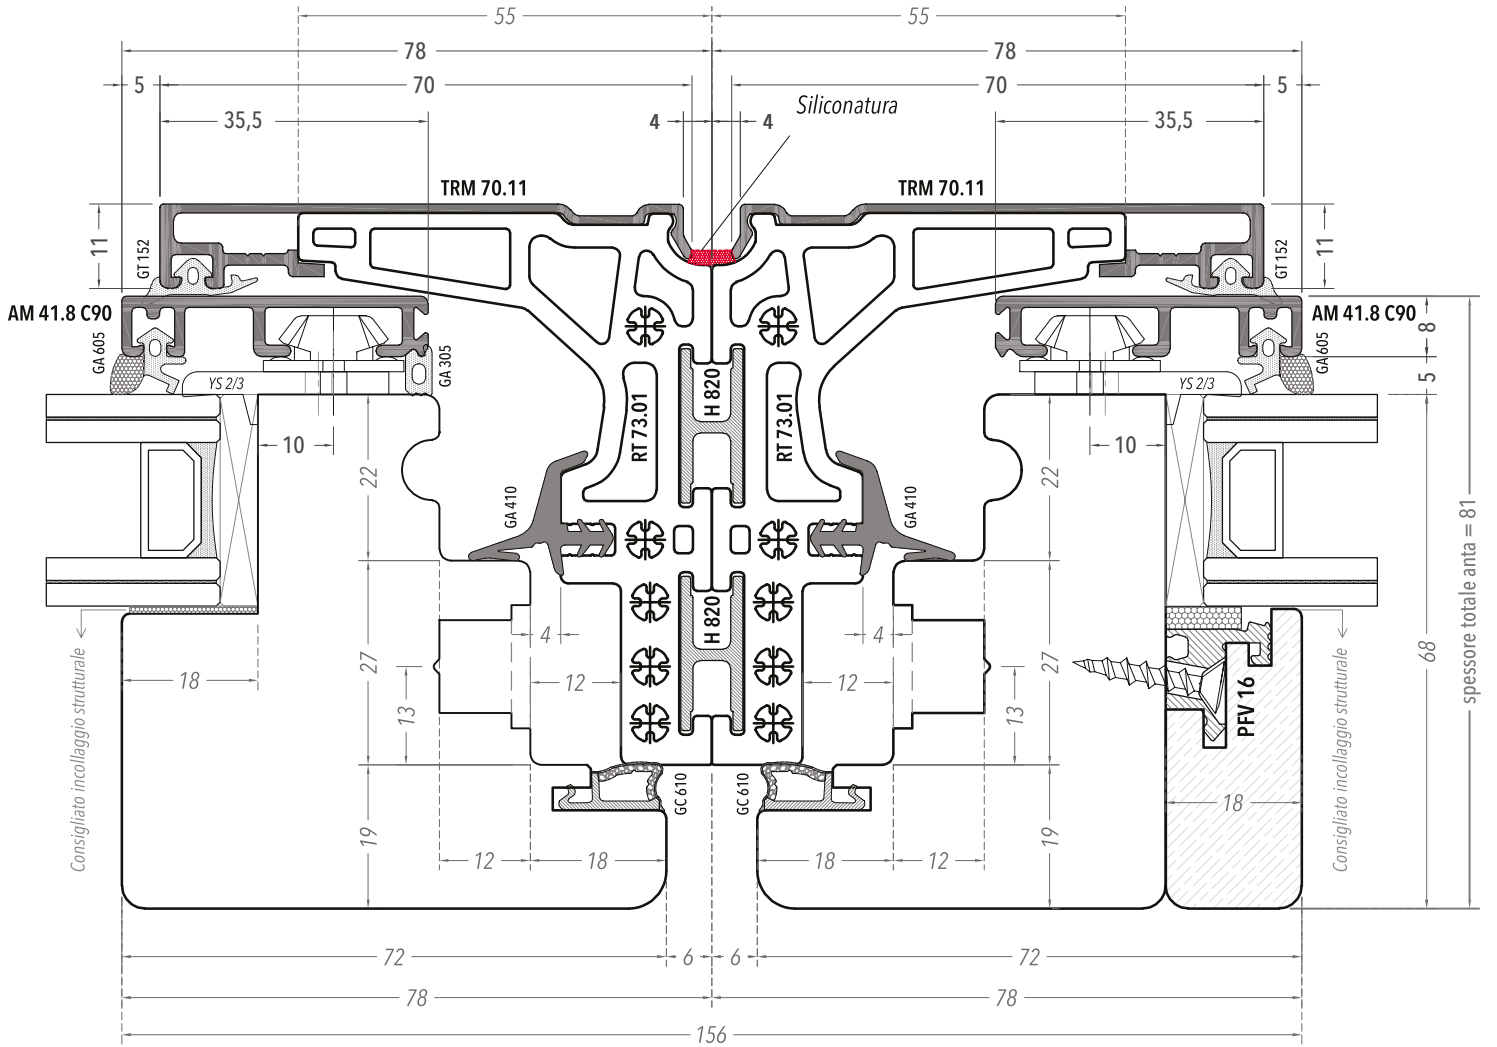 55
55
78
78
5
70
70
5
35,5
4
4
Siliconatura
35,5
TRM 70.11
TRM 70.11
11
GT 152
GT 152
11
AM 41.8 C90
AM 41.8 C90
GA 605
GA 305
GA 605
8
YS 2/3
YS 2/3
5
H 820
RT 73.01
RT 73.01
10
10
22
22
GA 410
GA 410
spessore totale anta = 81
H 820
4
4
Consigliato incollaggio strutturale
18
27
12
12
27
68
13
13
PFV 16
Consigliato incollaggio strutturale
GC 610
GC 610
18
19
19
12
18
18
12
72
6
6
72
78
78
156